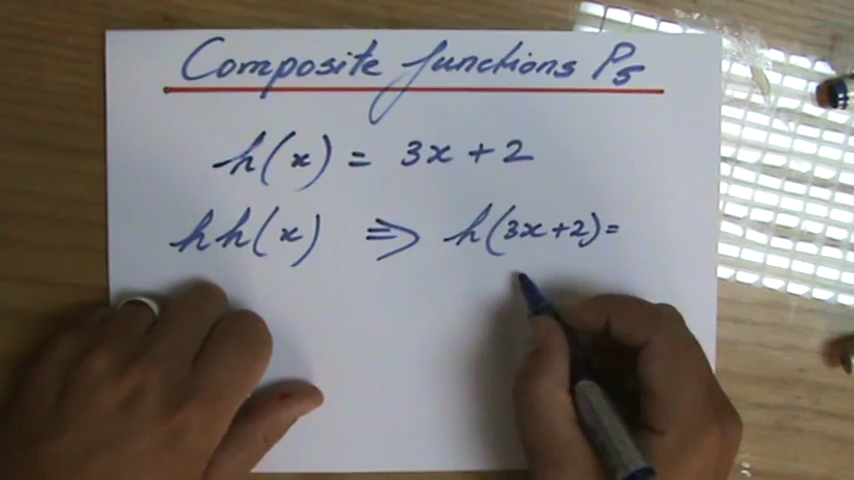 Composite functions P5
h(x) = 3x + 2
hh(x) ⇒ h(3x+2)=